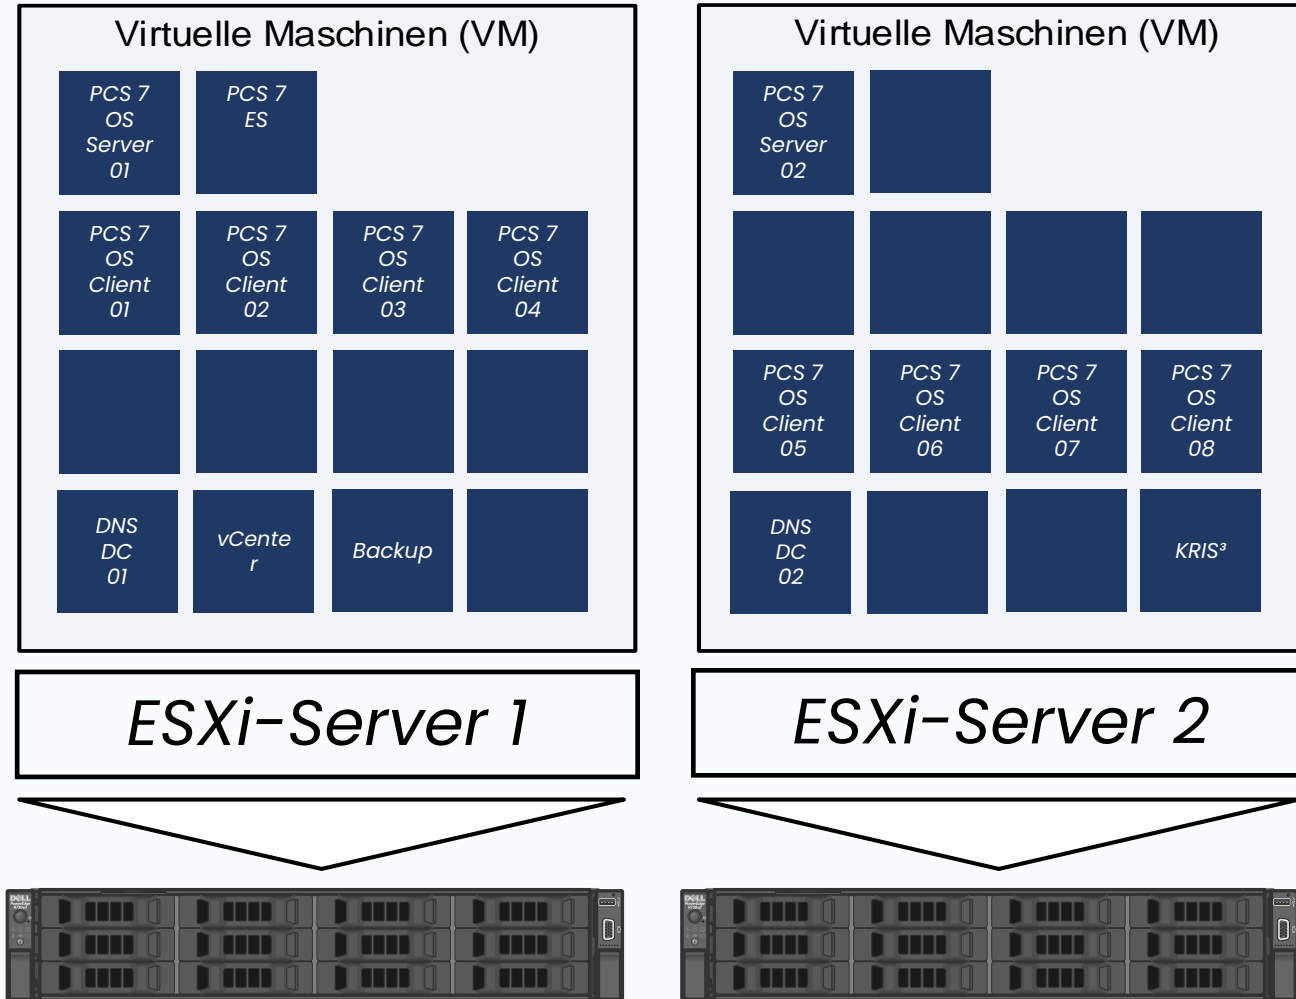 Virtuelle Maschinen (VM)
PCS 7
OS
Server
01
PCS 7
ES
PCS 7
OS
Client
01
PCS 7
OS
Client
02
PCS 7
OS
Client
03
PCS 7
OS
Client
04
DNS
DC
01
vCente
r
Backup
ESXi-Server 1
DELL
Virtuelle Maschinen (VM)
PCS 7
OS
Server
02
PCS 7
OS
Client
05
PCS 7
OS
Client
06
PCS 7
OS
Client
07
PCS 7
OS
Client
08
DNS
DC
02
KRIS³
ESXi-Server 2
DELL